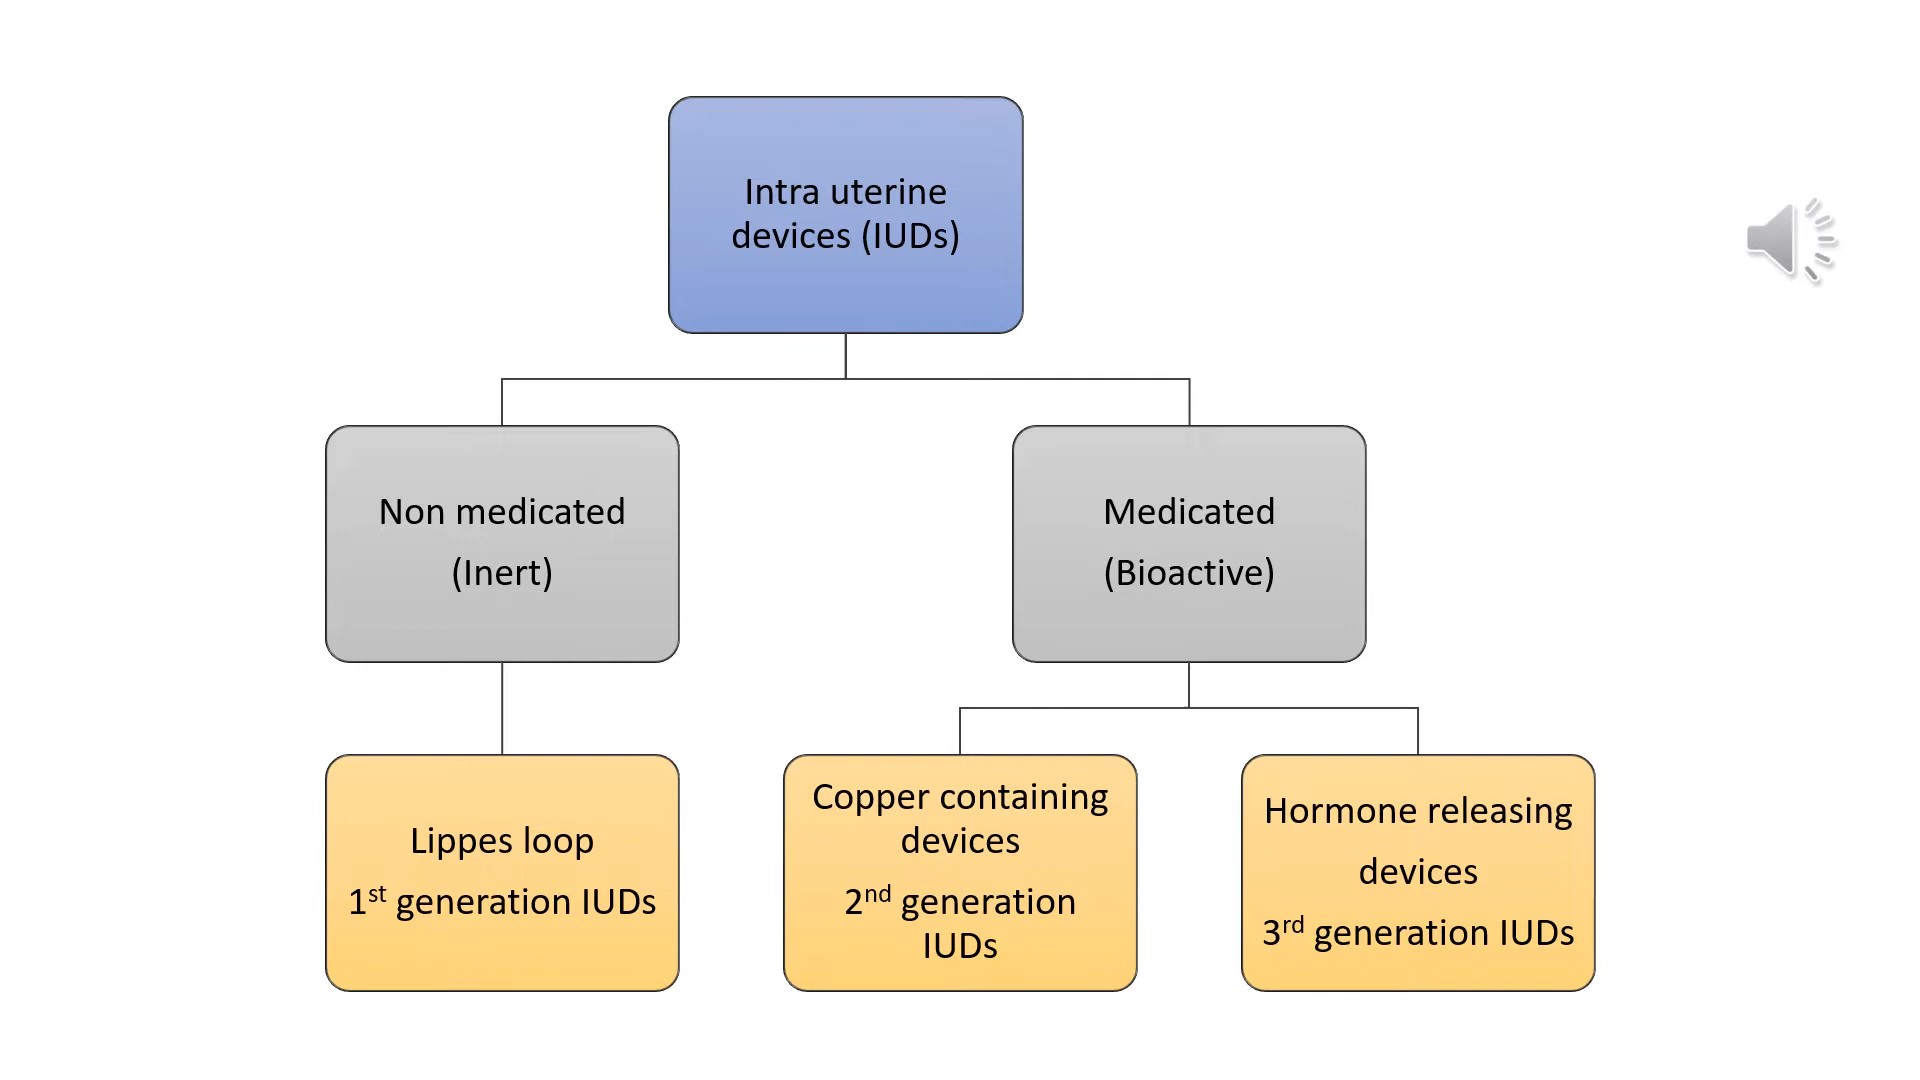 Intra uterine
devices (IUDs)
Non medicated
(Inert)
Medicated
(Bioactive)
Lippes loop
1st generation IUDs
Copper containing
devices
2nd generation
IUDs
Hormone releasing
devices
3rd generation IUDs